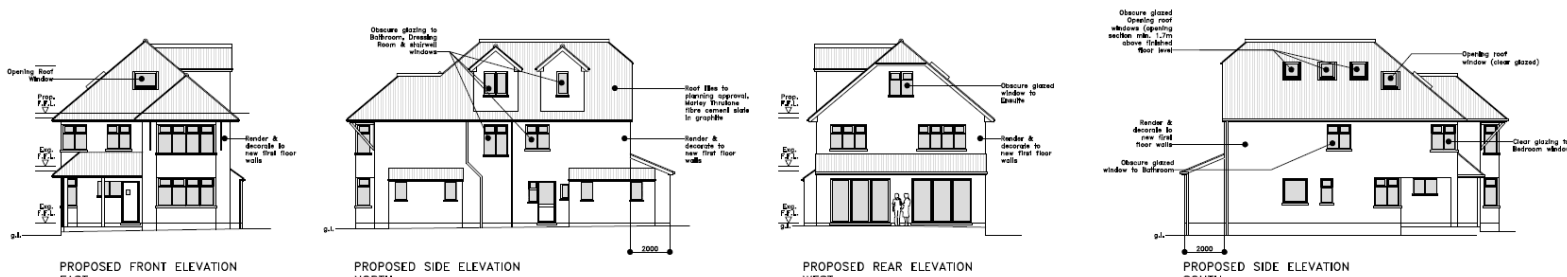 Opening Roof
Window
Prop.
F.F.L.
Exg.
F.F.L.
Exg.
F.F.L.
g.l.
Render &
decorate to
new first floor
walls
PROPOSED FRONT ELEVATION
EAST
Obscure glazing to
Bathroom, Dressing
Room & stairwell
windows
Roof tiles to
planning approval.
Marley Thrutone
fibre cement slate
in graphite
Render &
decorate to
new first floor
walls
g.l.
2000
PROPOSED SIDE ELEVATION
NORTH
Prop.
F.F.L.
Exg.
F.F.L.
Exg.
F.F.L.
g.l.
Obscure glazed
window to
Ensuite
Render &
decorate to
new first floor
walls
PROPOSED REAR ELEVATION
WEST
Obscure glazed
Opening roof
windows (opening
section min. 1.7m
above finished
floor level)
Opening roof
window (clear glazed)
Render &
decorate to
new first
floor walls
Obscure glazed
window to Bathroom
Clear glazing to
Bedroom window
g.l.
2000
PROPOSED SIDE ELEVATION
SOUTH